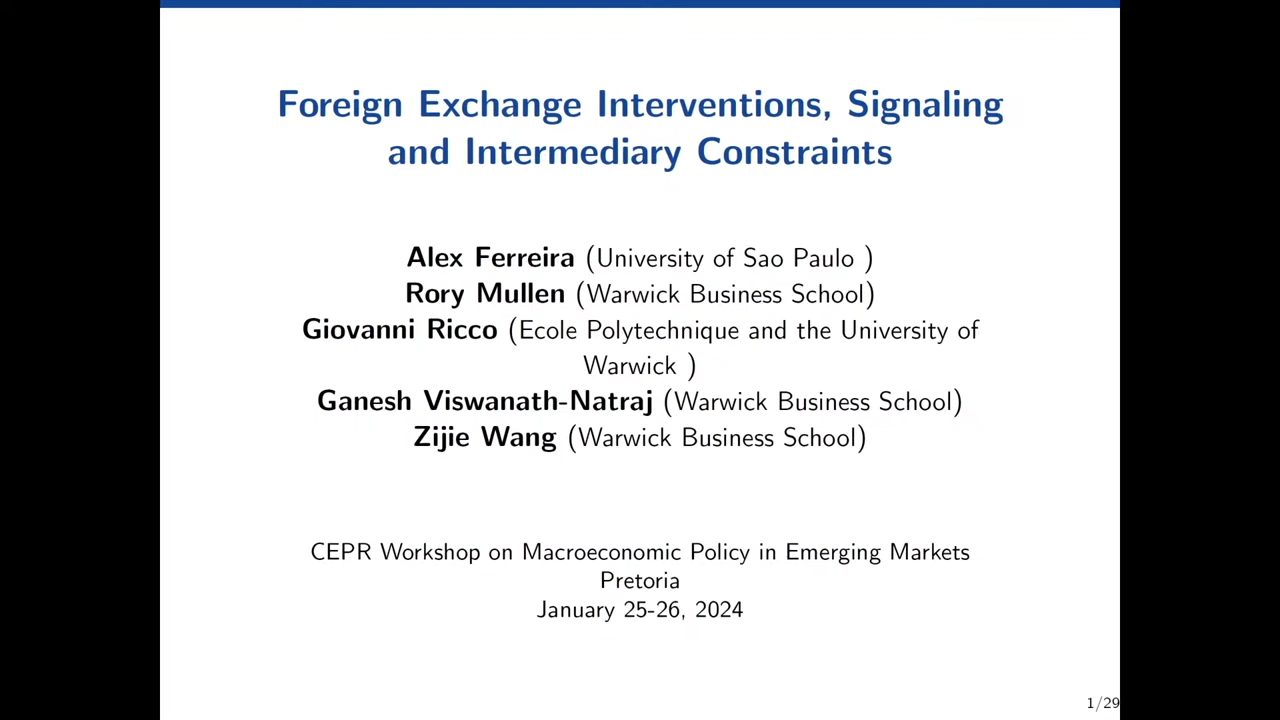 Foreign Exchange Interventions, Signaling
and Intermediary Constraints
Alex Ferreira (University of Sao Paulo )
Rory Mullen (Warwick Business School)
Giovanni Ricco (Ecole Polytechnique and the University of
Warwick )
Ganesh Viswanath-Natraj (Warwick Business School)
Zijie Wang (Warwick Business School)
CEPR Workshop on Macroeconomic Policy in Emerging Markets
Pretoria
January 25-26, 2024
1/29